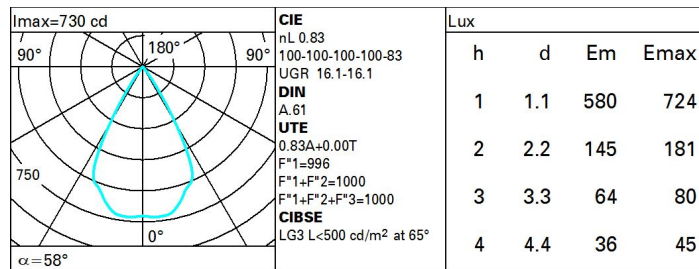 Imax=730 cd
90°
180°
90°
750
0°
α=58°
CIE
nL 0.83
100-100-100-100-83
UGR 16.1-16.1
DIN
A.61
UTE
0.83A+0.00T
F"1=996
F"1+F"2=1000
F"1+F"2+F"3=1000
CIBSE
LG3 L<500 cd/m² at 65°
Lux
h d Em Emax
1 1.1 580 724
2 2.2 145 181
3 3.3 64 80
4 4.4 36 45